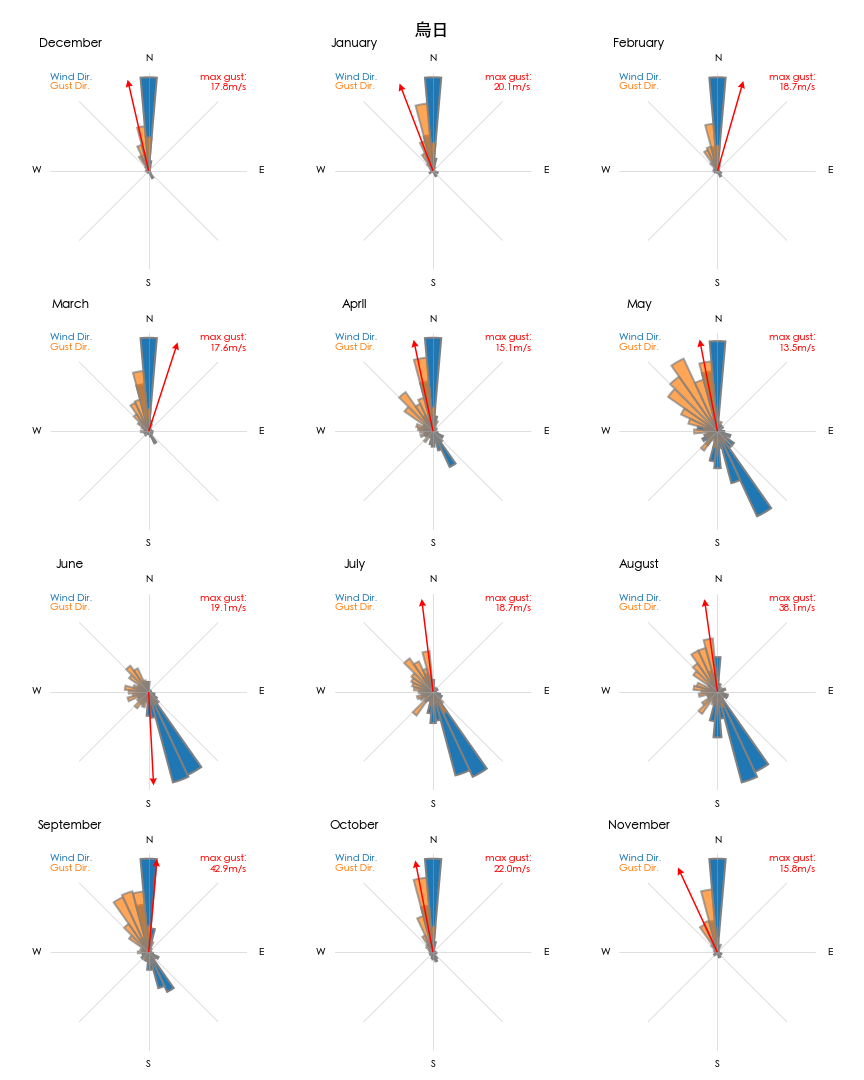 烏日
December
January
February
N
N
N
Wind Dir.
Gust Dir.
max gust:
17.8m/s
Wind Dir.
Gust Dir.
max gust:
20.1m/s
Wind Dir.
Gust Dir.
max gust:
18.7m/s
W
E
W
E
W
E
S
S
S
March
April
May
N
N
N
Wind Dir.
Gust Dir.
max gust:
17.6m/s
Wind Dir.
Gust Dir.
max gust:
15.1m/s
Wind Dir.
Gust Dir.
max gust:
13.5m/s
W
E
W
E
W
E
S
S
S
June
July
August
N
N
N
Wind Dir.
Gust Dir.
max gust:
19.1m/s
Wind Dir.
Gust Dir.
max gust:
18.7m/s
Wind Dir.
Gust Dir.
max gust:
38.1m/s
W
E
W
E
W
E
S
S
S
September
October
November
N
N
N
Wind Dir.
Gust Dir.
max gust:
42.9m/s
Wind Dir.
Gust Dir.
max gust:
22.0m/s
Wind Dir.
Gust Dir.
max gust:
15.8m/s
W
E
W
E
W
E
S
S
S